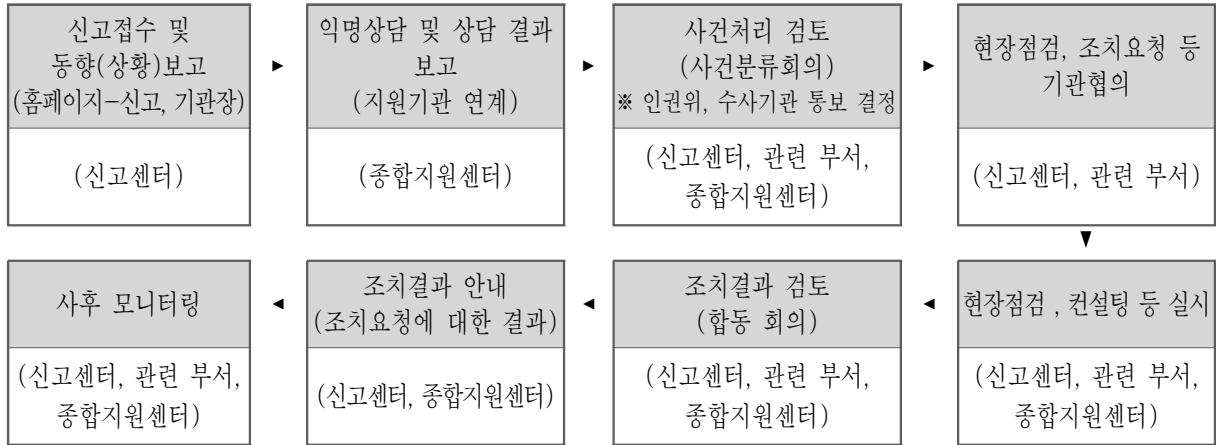 신고접수 및
동향(상황)보고
(홈페이지-신고, 기관장)
(신고센터)
►
익명상담 및 상담 결과
보고
(지원기관 연계)
(종합지원센터)
►
사건처리 검토
(사건분류회의)
※ 인권위, 수사기관 통보 결정
(신고센터, 관련 부서,
종합지원센터)
►
현장점검, 조치요청 등
기관협의
(신고센터, 관련 부서)
▼
현장점검 , 컨설팅 등 실시
(신고센터, 관련 부서,
종합지원센터)
◄
조치결과 검토
(합동 회의)
(신고센터, 관련 부서,
종합지원센터)
◄
조치결과 안내
(조치요청에 대한 결과)
(신고센터, 종합지원센터)
◄
사후 모니터링
(신고센터, 관련 부서,
종합지원센터)